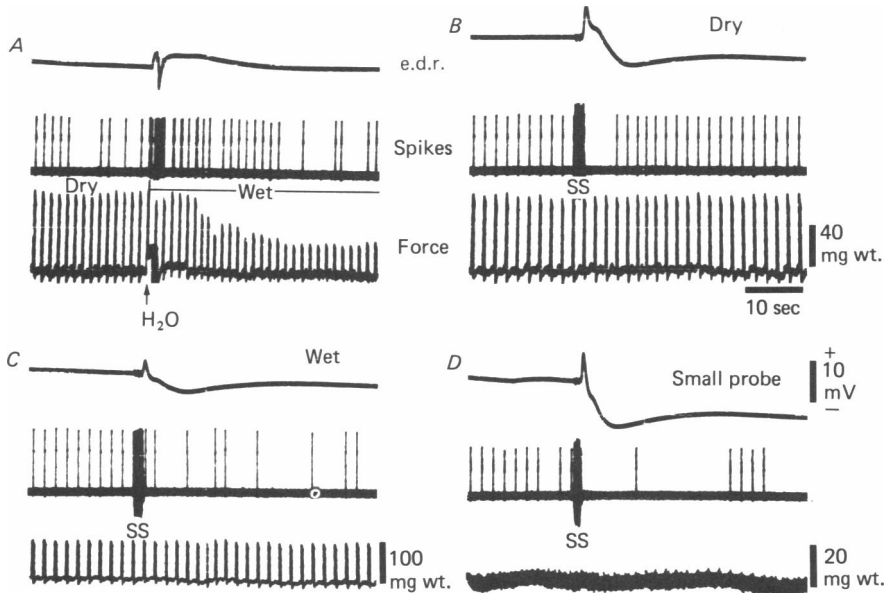 A
e.d.r.
Spikes
Dry
Wet
Force
H₂O
B
Dry
SS
40
mg wt.
10 sec
C
Wet
SS
100
mg wt.
D
Small probe
+
10
mV
−
SS
20
mg wt.